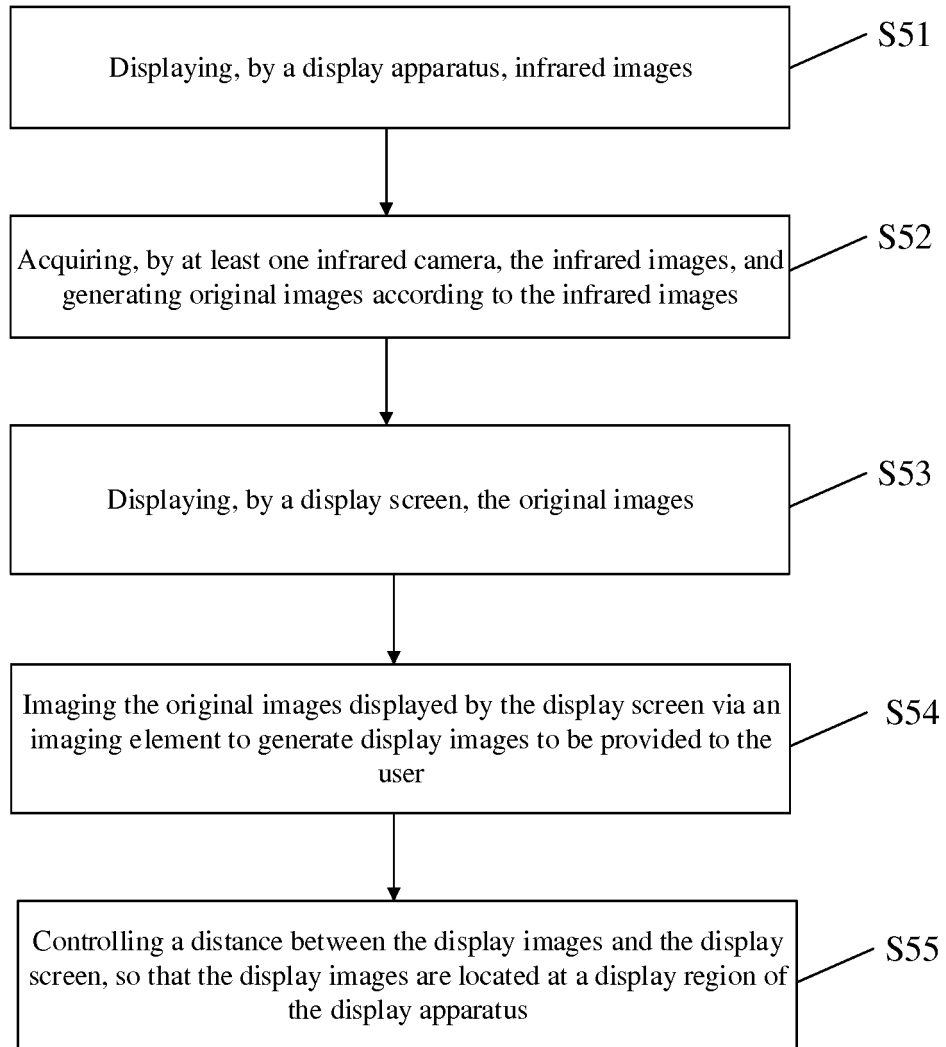 Displaying, by a display apparatus, infrared images
S51
Acquiring, by at least one infrared camera, the infrared images, and
generating original images according to the infrared images
S52
Displaying, by a display screen, the original images
S53
Imaging the original images displayed by the display screen via an
imaging element to generate display images to be provided to the
user
S54
Controlling a distance between the display images and the display
screen, so that the display images are located at a display region of
the display apparatus
S55